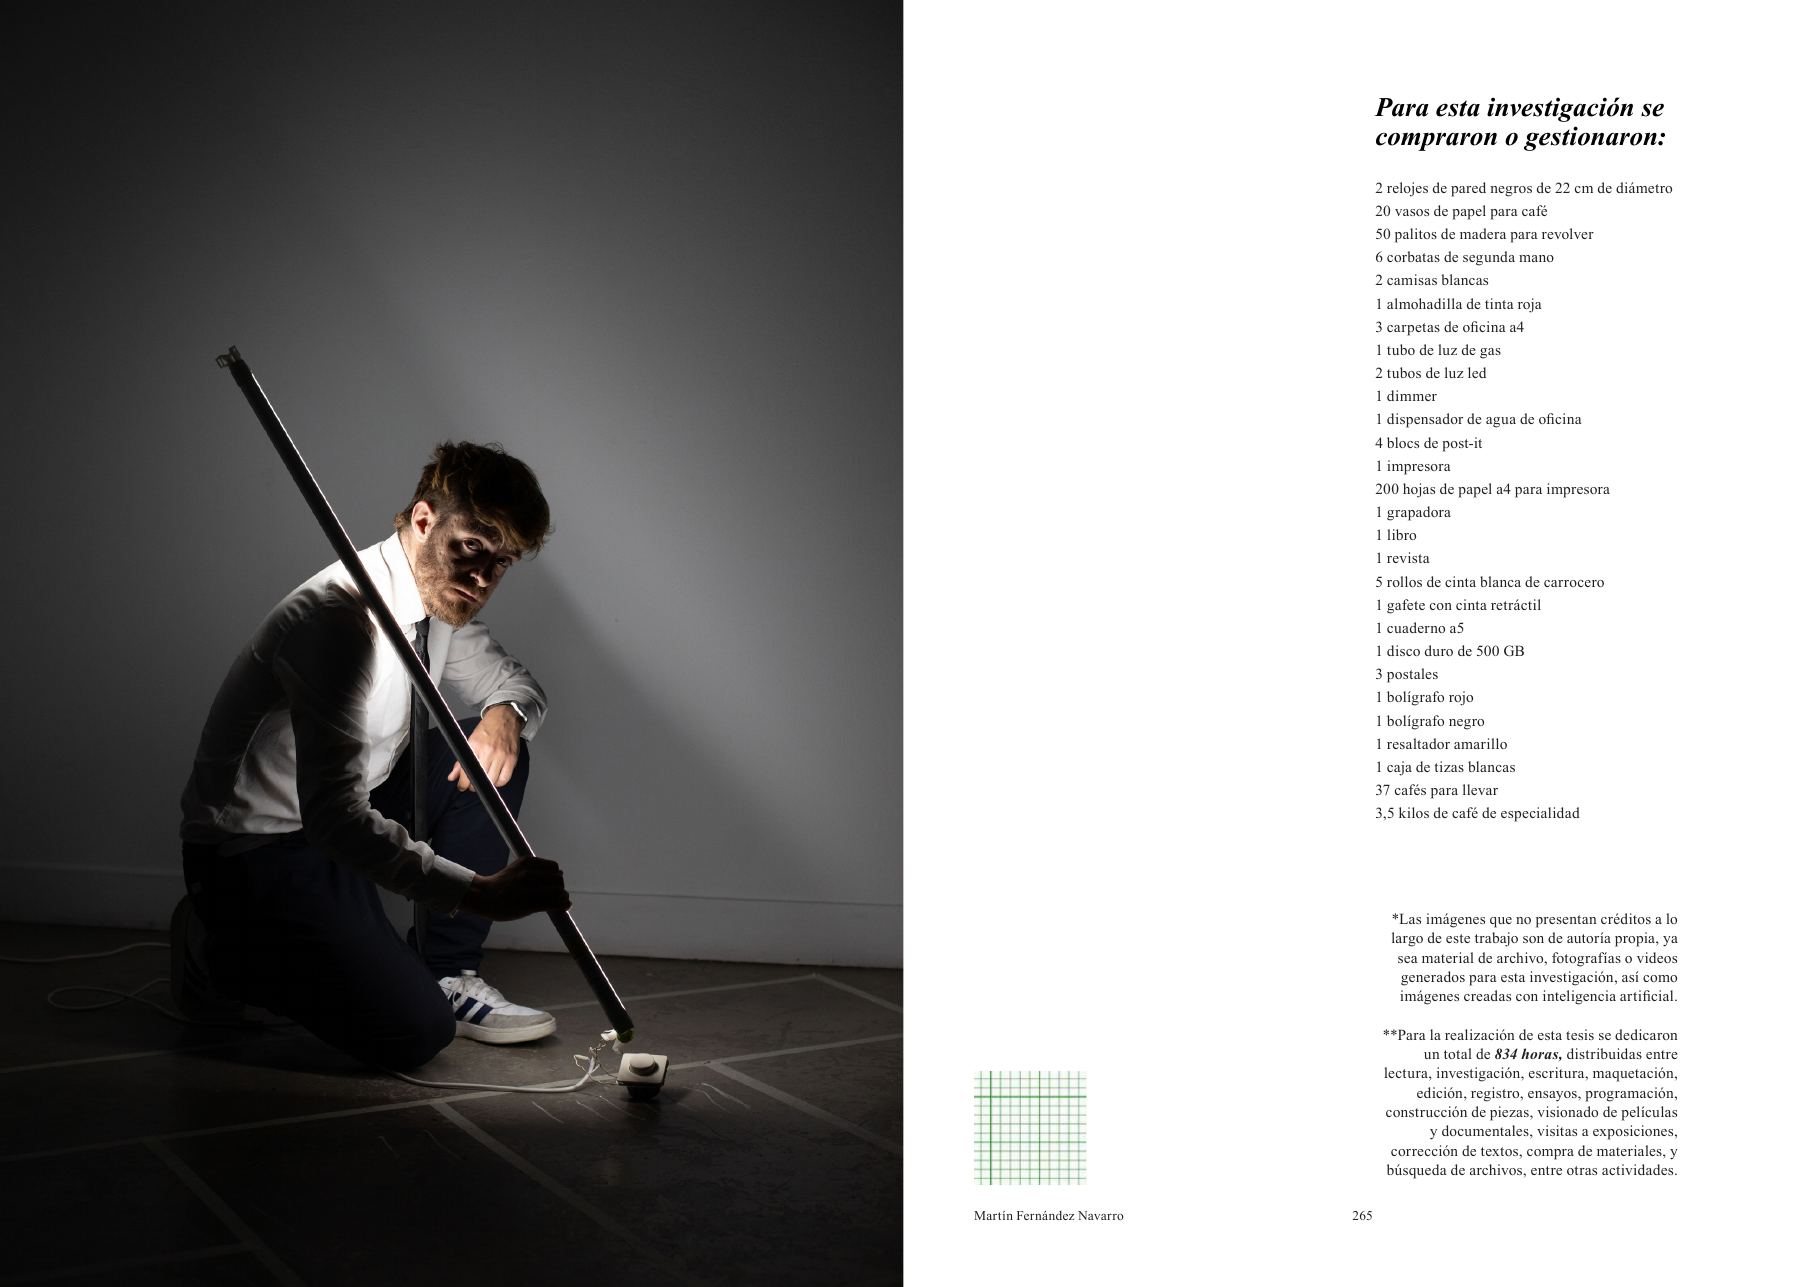 Para esta investigación se
compraron o gestionaron:
2 relojes de pared negros de 22 cm de diámetro
20 vasos de papel para café
50 palitos de madera para revolver
6 corbatas de segunda mano
2 camisas blancas
1 almohadilla de tinta roja
3 carpetas de oficina a4
1 tubo de luz de gas
2 tubos de luz led
1 dimmer
1 dispensador de agua de oficina
4 blocs de post-it
1 impresora
200 hojas de papel a4 para impresora
1 grapadora
1 libro
1 revista
5 rollos de cinta blanca de carrocero
1 gafete con cinta retráctil
1 cuaderno a5
1 disco duro de 500 GB
3 postales
1 bolígrafo rojo
1 bolígrafo negro
1 resaltador amarillo
1 caja de tizas blancas
37 cafés para llevar
3,5 kilos de café de especialidad
*Las imágenes que no presentan créditos a lo
largo de este trabajo son de autoría propia, ya
sea material de archivo, fotografías o videos
generados para esta investigación, así como
imágenes creadas con inteligencia artificial.
**Para la realización de esta tesis se dedicaron
un total de 834 horas, distribuidas entre
lectura, investigación, escritura, maquetación,
edición, registro, ensayos, programación,
construcción de piezas, visionado de películas
y documentales, visitas a exposiciones,
corrección de textos, compra de materiales, y
búsqueda de archivos, entre otras actividades.
Martín Fernández Navarro
265